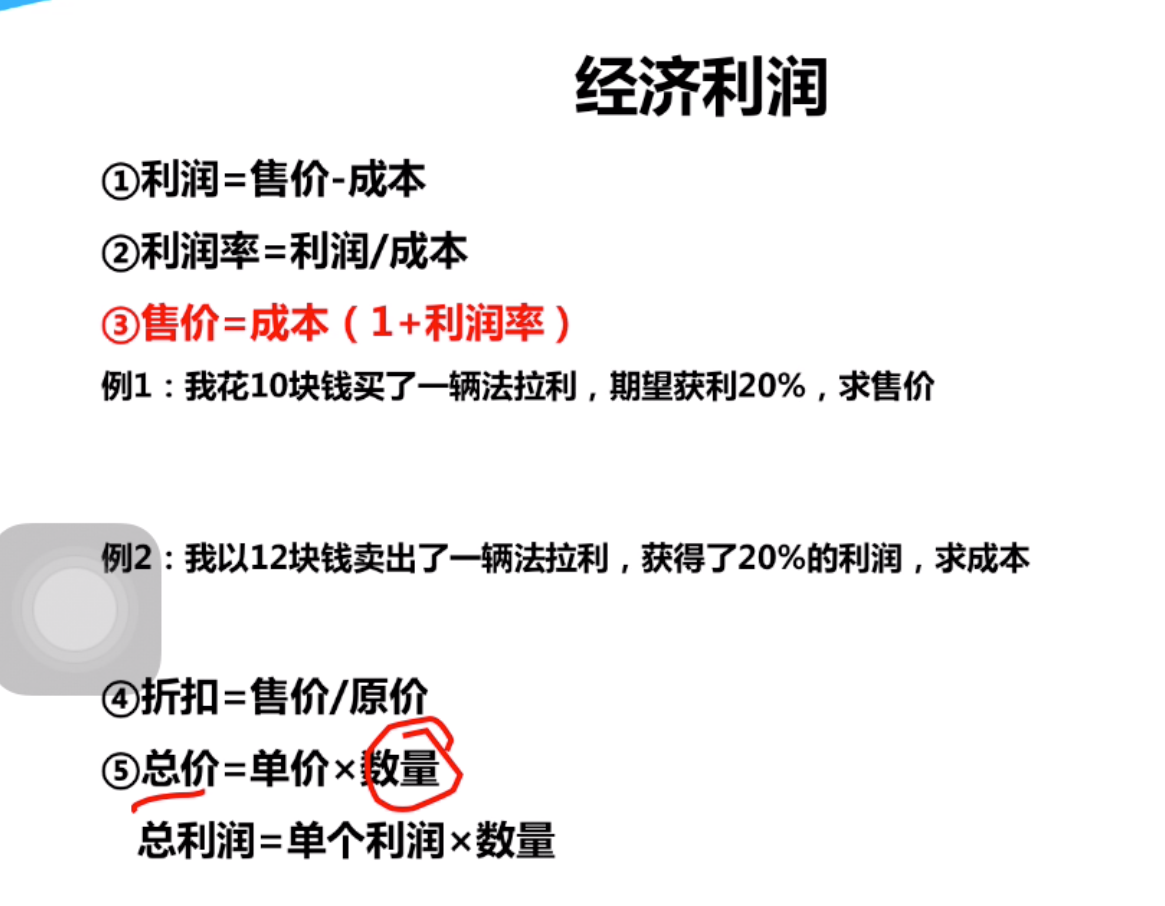 经济利润
①利润=售价-成本
②利润率=利润/成本
③售价=成本（1+利润率）
例1：我花10块钱买了一辆法拉利，期望获利20%，求售价
例2：我以12块钱卖出了一辆法拉利，获得了20%的利润，求成本
④折扣=售价/原价
⑤总价=单价×数量
总利润=单个利润×数量